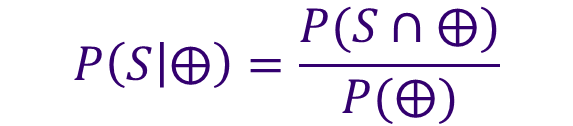 P(S|⊕) = P(S ∩ ⊕) / P(⊕)